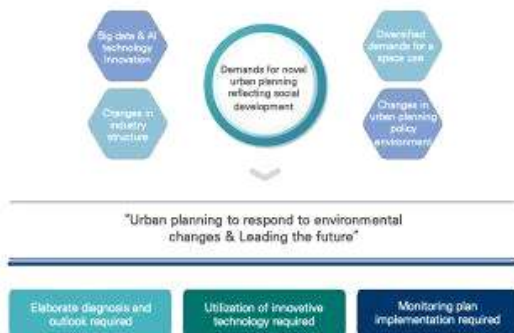 Big data & AI
technology
Innovation
Changes in
industry
structure
Demands for novel
urban planning
reflecting social
development
Diversified
demands for a
space use
Changes in
urban planning
policy
environment
"Urban planning to respond to environmental
changes & Leading the future"
Elaborate diagnosis and
outlook required
Utilization of innovative
technology required
Monitoring plan
implementation required